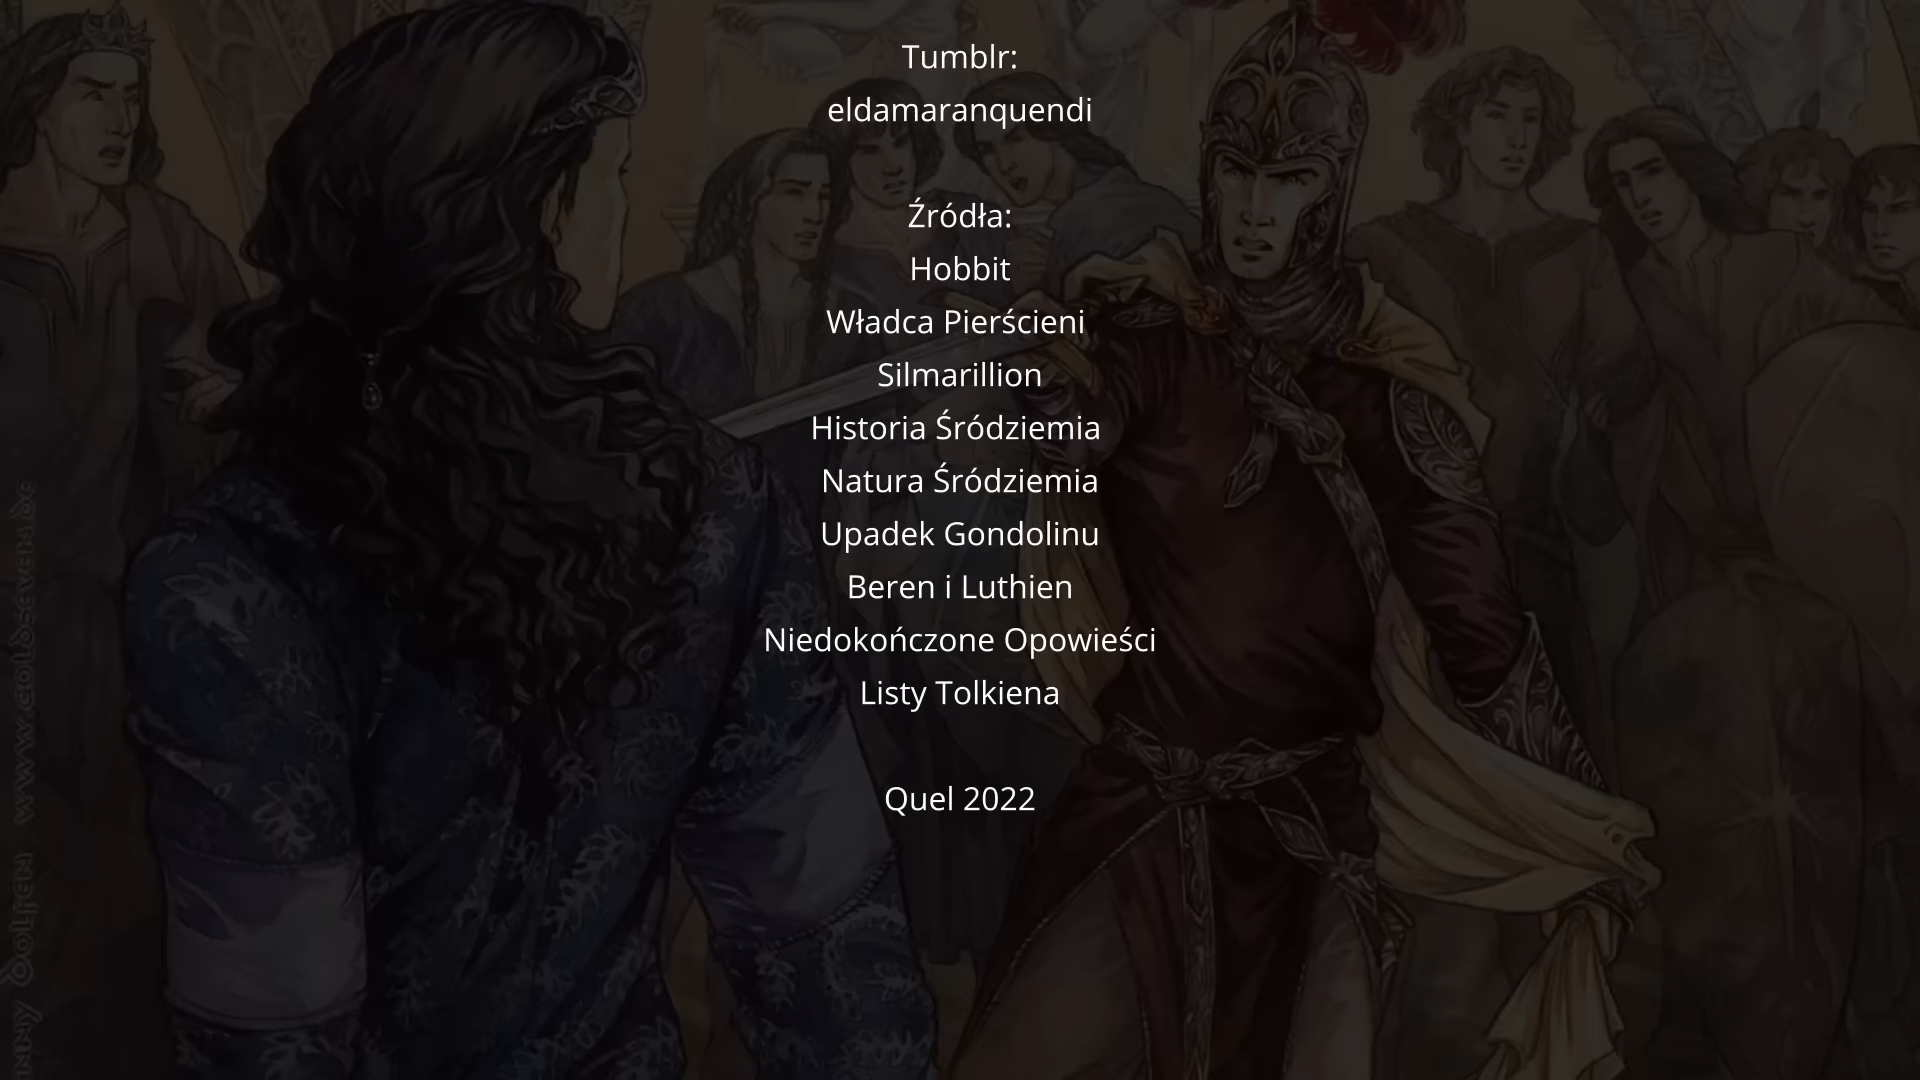 Tumblr:
eldamaranquendi
Źródła:
Hobbit
Władca Pierścieni
Silmarillion
Historia Śródziemia
Natura Śródziemia
Upadek Gondolinu
Beren i Luthien
Niedokończone Opowieści
Listy Tolkiena
Quel 2022